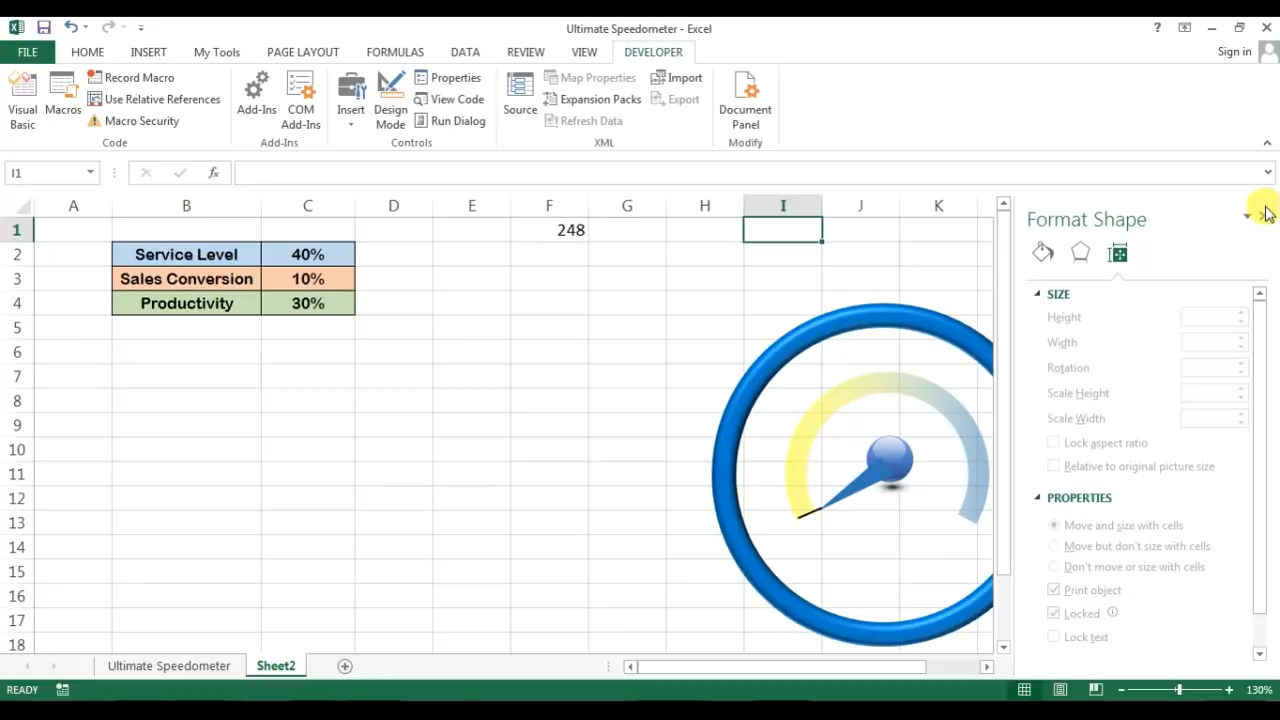 Ultimate Speedometer - Excel
FILE HOME INSERT My Tools PAGE LAYOUT FORMULAS DATA REVIEW VIEW DEVELOPER Sign in
Visual Basic
Macros
Record Macro
Use Relative References
Macro Security
Code
Add-Ins
COM Add-Ins
Add-Ins
Insert
Design Mode
Properties
View Code
Run Dialog
Controls
Source
Map Properties
Expansion Packs
Refresh Data
Import
Export
XML
Document Panel
Modify
I1
fx
A B C D E F G H I J K
1 248
2 Service Level 40%
3 Sales Conversion 10%
4 Productivity 30%
5
6
7
8
9
10
11
12
13
14
15
16
17
18
Format Shape
SIZE
Height
Width
Rotation
Scale Height
Scale Width
Lock aspect ratio
Relative to original picture size
PROPERTIES
Move and size with cells
Move but don't size with cells
Don't move or size with cells
Print object
Locked
Lock text
Ultimate Speedometer Sheet2
READY 130%